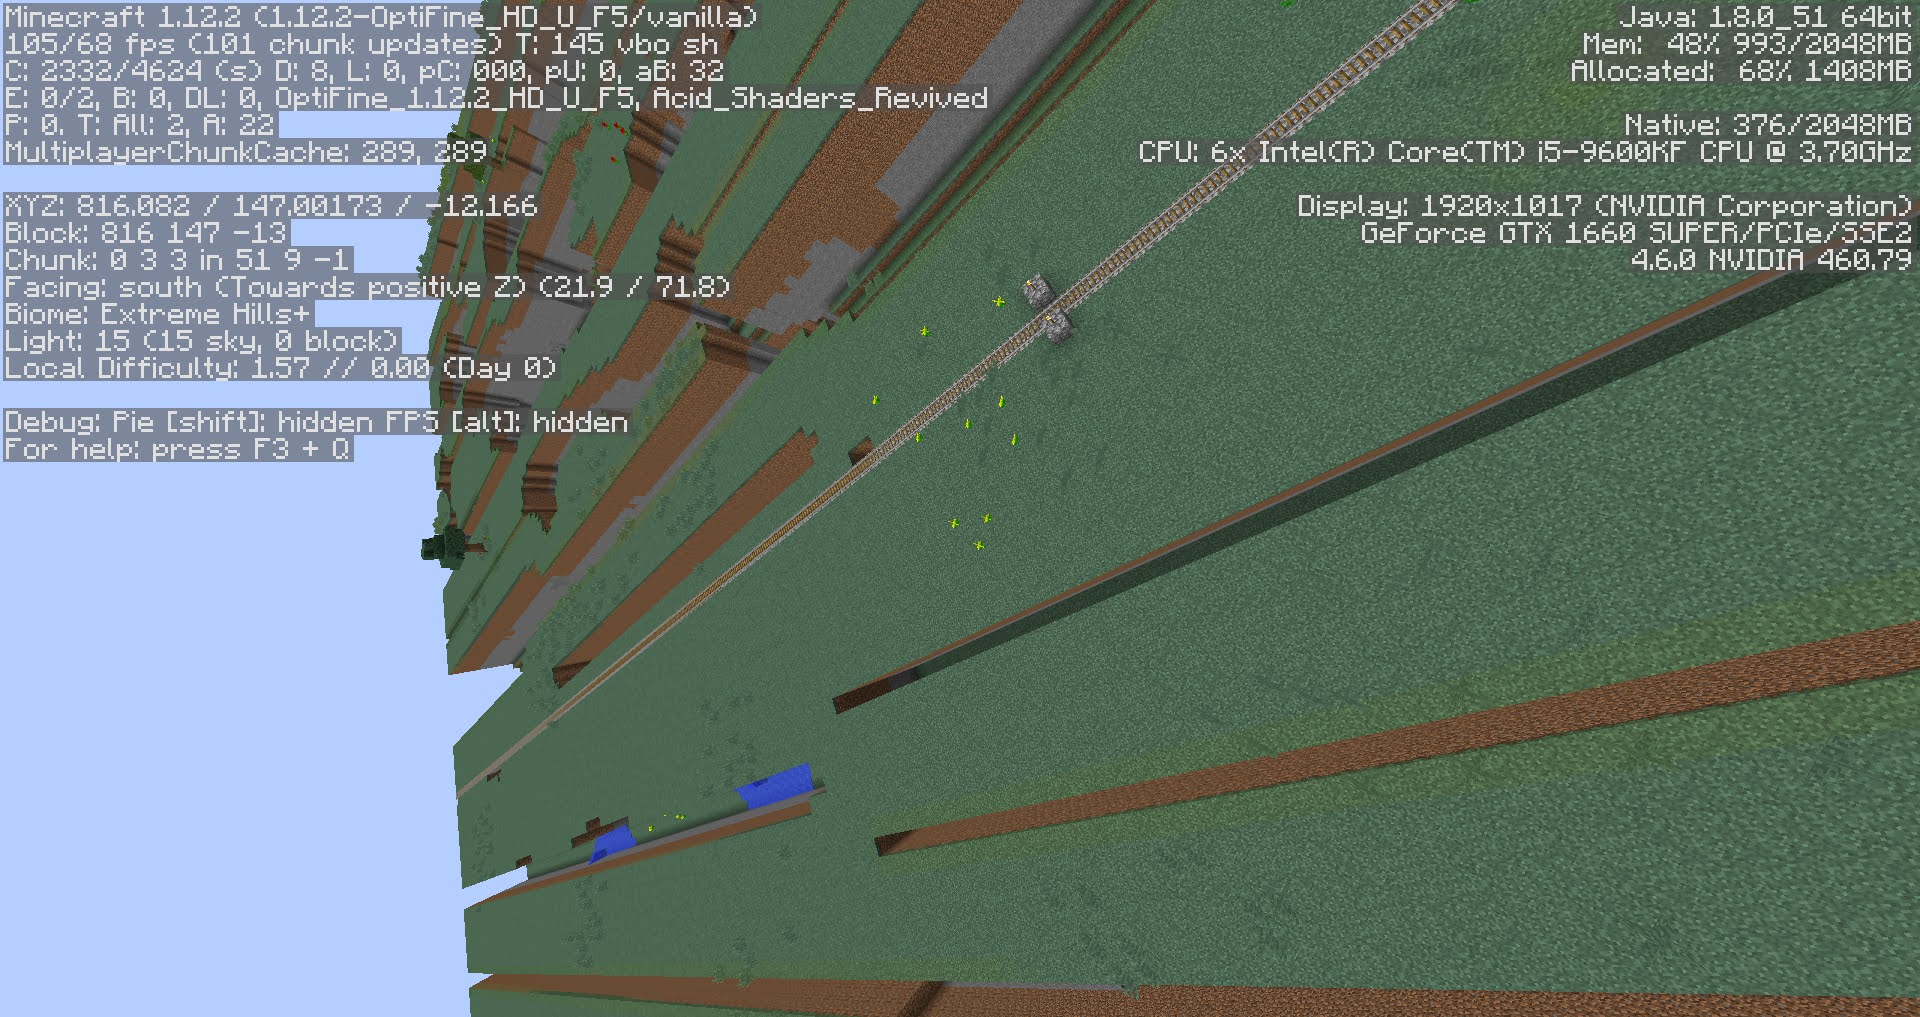 Minecraft 1.12.2 (1.12.2-OptiFine_HD_U_F5/vanilla)
105/68 fps (101 chunk updates) T: 145 vbo sh
C: 2332/4624 (s) D: 8, L: 0, pC: 000, pU: 0, aB: 32
E: 0/2, B: 0, DL: 0, OptiFine_1.12.2_HD_U_F5, Acid_Shaders_Revived
P: 0. T: All: 2, A: 22
MultiplayerChunkCache: 289, 289
XYZ: 816.082 / 147.00173 / -12.166
Block: 816 147 -13
Chunk: 0 3 3 in 51 9 -1
Facing: south (Towards positive Z) (21.9 / 71.8)
Biome: Extreme Hills+
Light: 15 (15 sky, 0 block)
Local Difficulty: 1.57 // 0.00 (Day 0)
Debug: Pie [shift]: hidden FPS [alt]: hidden
For help: press F3 + Q
Java: 1.8.0_51 64bit
Mem: 48% 993/2048MB
Allocated: 68% 1408MB
Native: 376/2048MB
CPU: 6x Intel(R) Core(TM) i5-9600KF CPU @ 3.70GHz
Display: 1920x1017 (NVIDIA Corporation)
GeForce GTX 1660 SUPER/PCIe/SSE2
4.6.0 NVIDIA 460.79